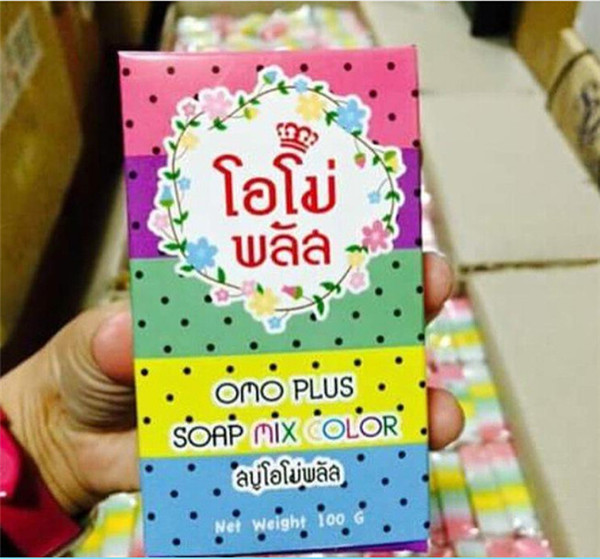 โอโม่
พลัส
OMO PLUS
SOAP MIX COLOR
สบู่โอโม่พลัส
Net Weight 100 G